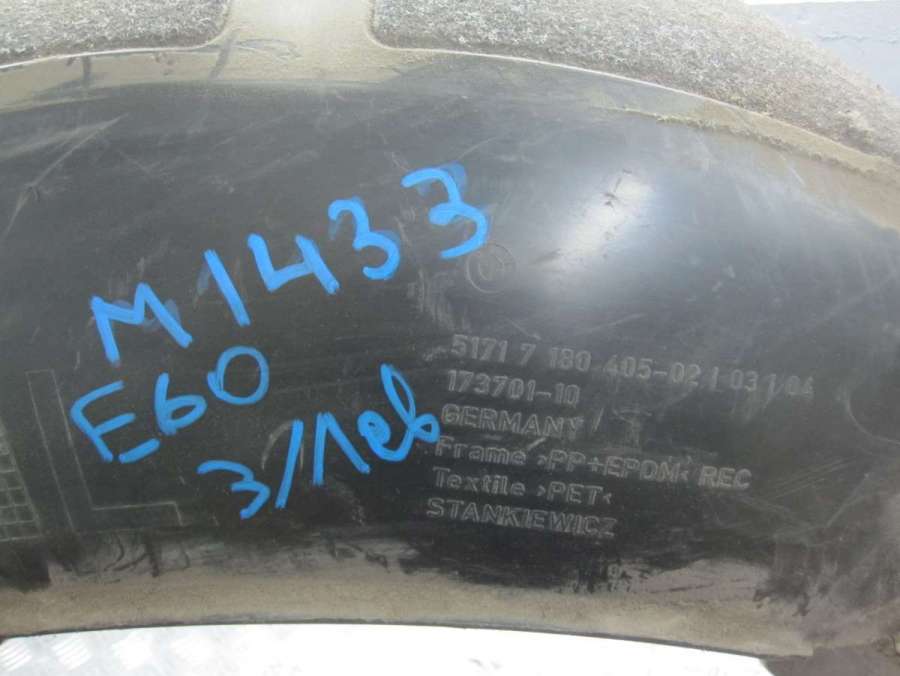 M1433
E60
3/лев
5171 7 180 405-02 | 03 | 04
173701-10
GERMANY
Frame >PP+EPDM< REC
Textile >PET<
STANKIEWICZ